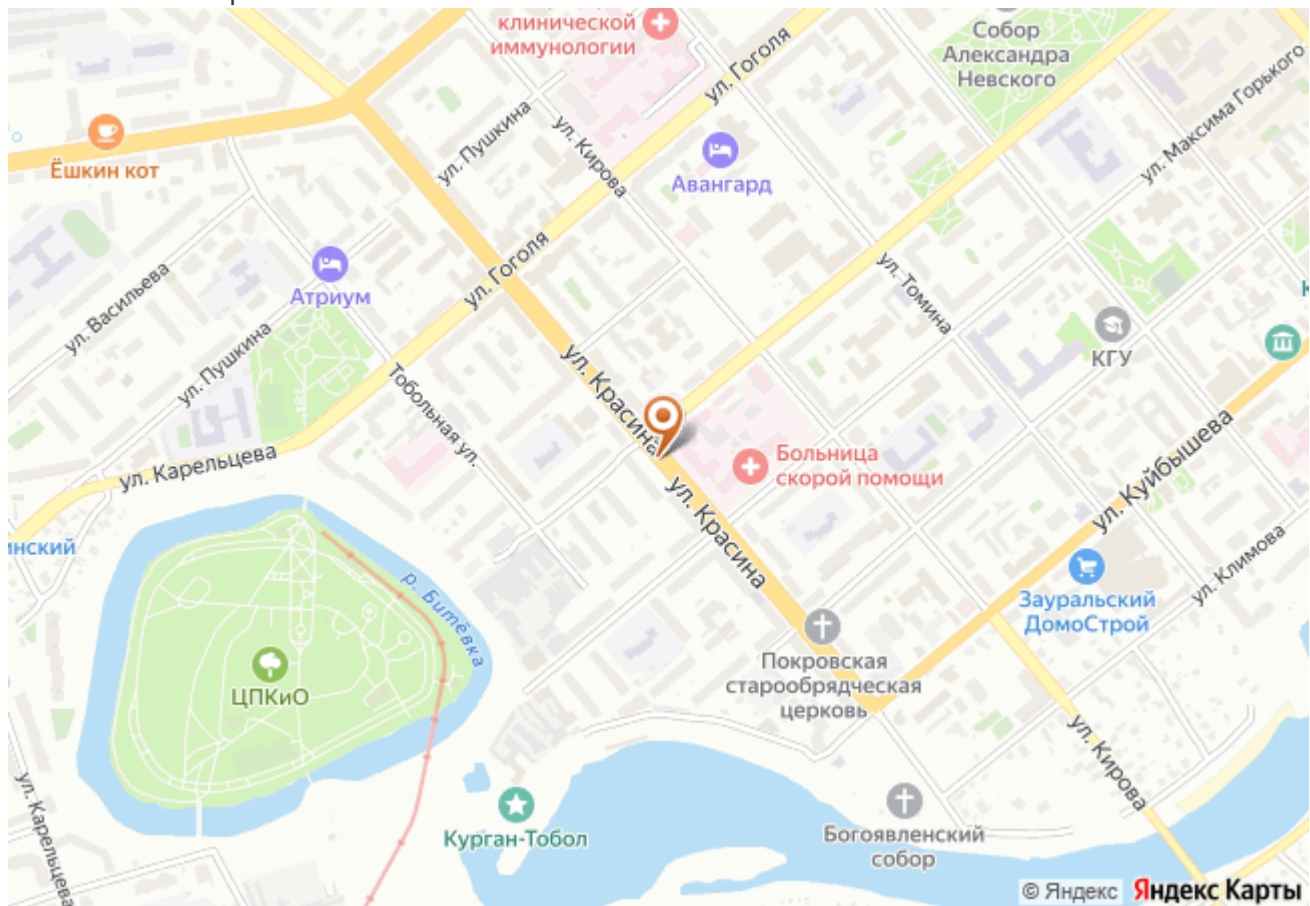 клинической
иммунологии
Собор
Александра
Невского
ул. Гоголя
ул. Максима Горького
Ёшкин кот
ул. Пушкина
ул. Кирова
Авангард
ул. Васильева
Атриум
ул. Гоголя
ул. Томина
КГУ
ул. Пушкина
Тобольная ул.
ул. Красина
ул. Карельцева
Больница
скорой помощи
ул. Куйбышева
ул. Красина
инский
р. Битёвка
Зауральский
ДомоСтрой
ул. Климова
ЦПКиО
Покровская
старообрядческая
церковь
ул. Кирова
ул. Карельцева
Курган-Тобол
Богоявленский
собор
© Яндекс Яндекс Карты